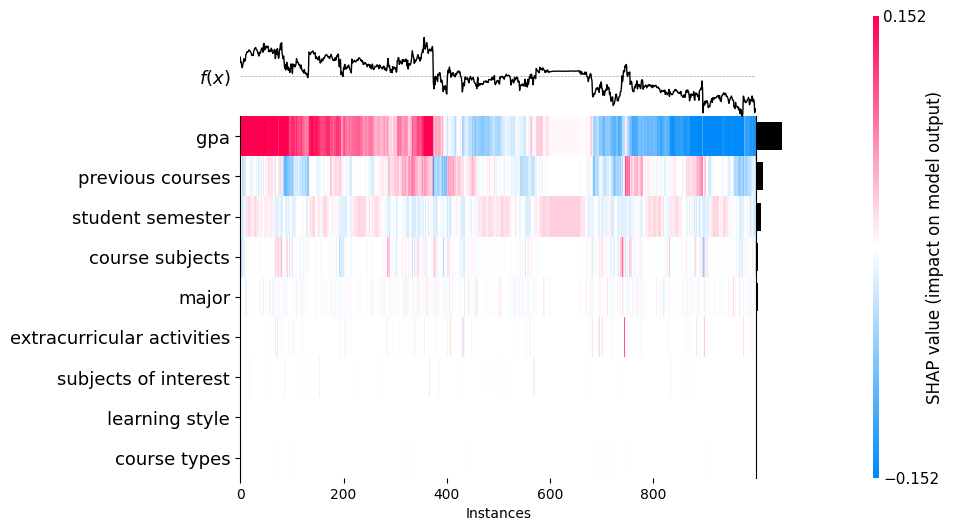 0.152
f(x)
gpa
previous courses
student semester
course subjects
major
extracurricular activities
subjects of interest
learning style
course types
0 200 400 600 800
Instances
SHAP value (impact on model output)
−0.152